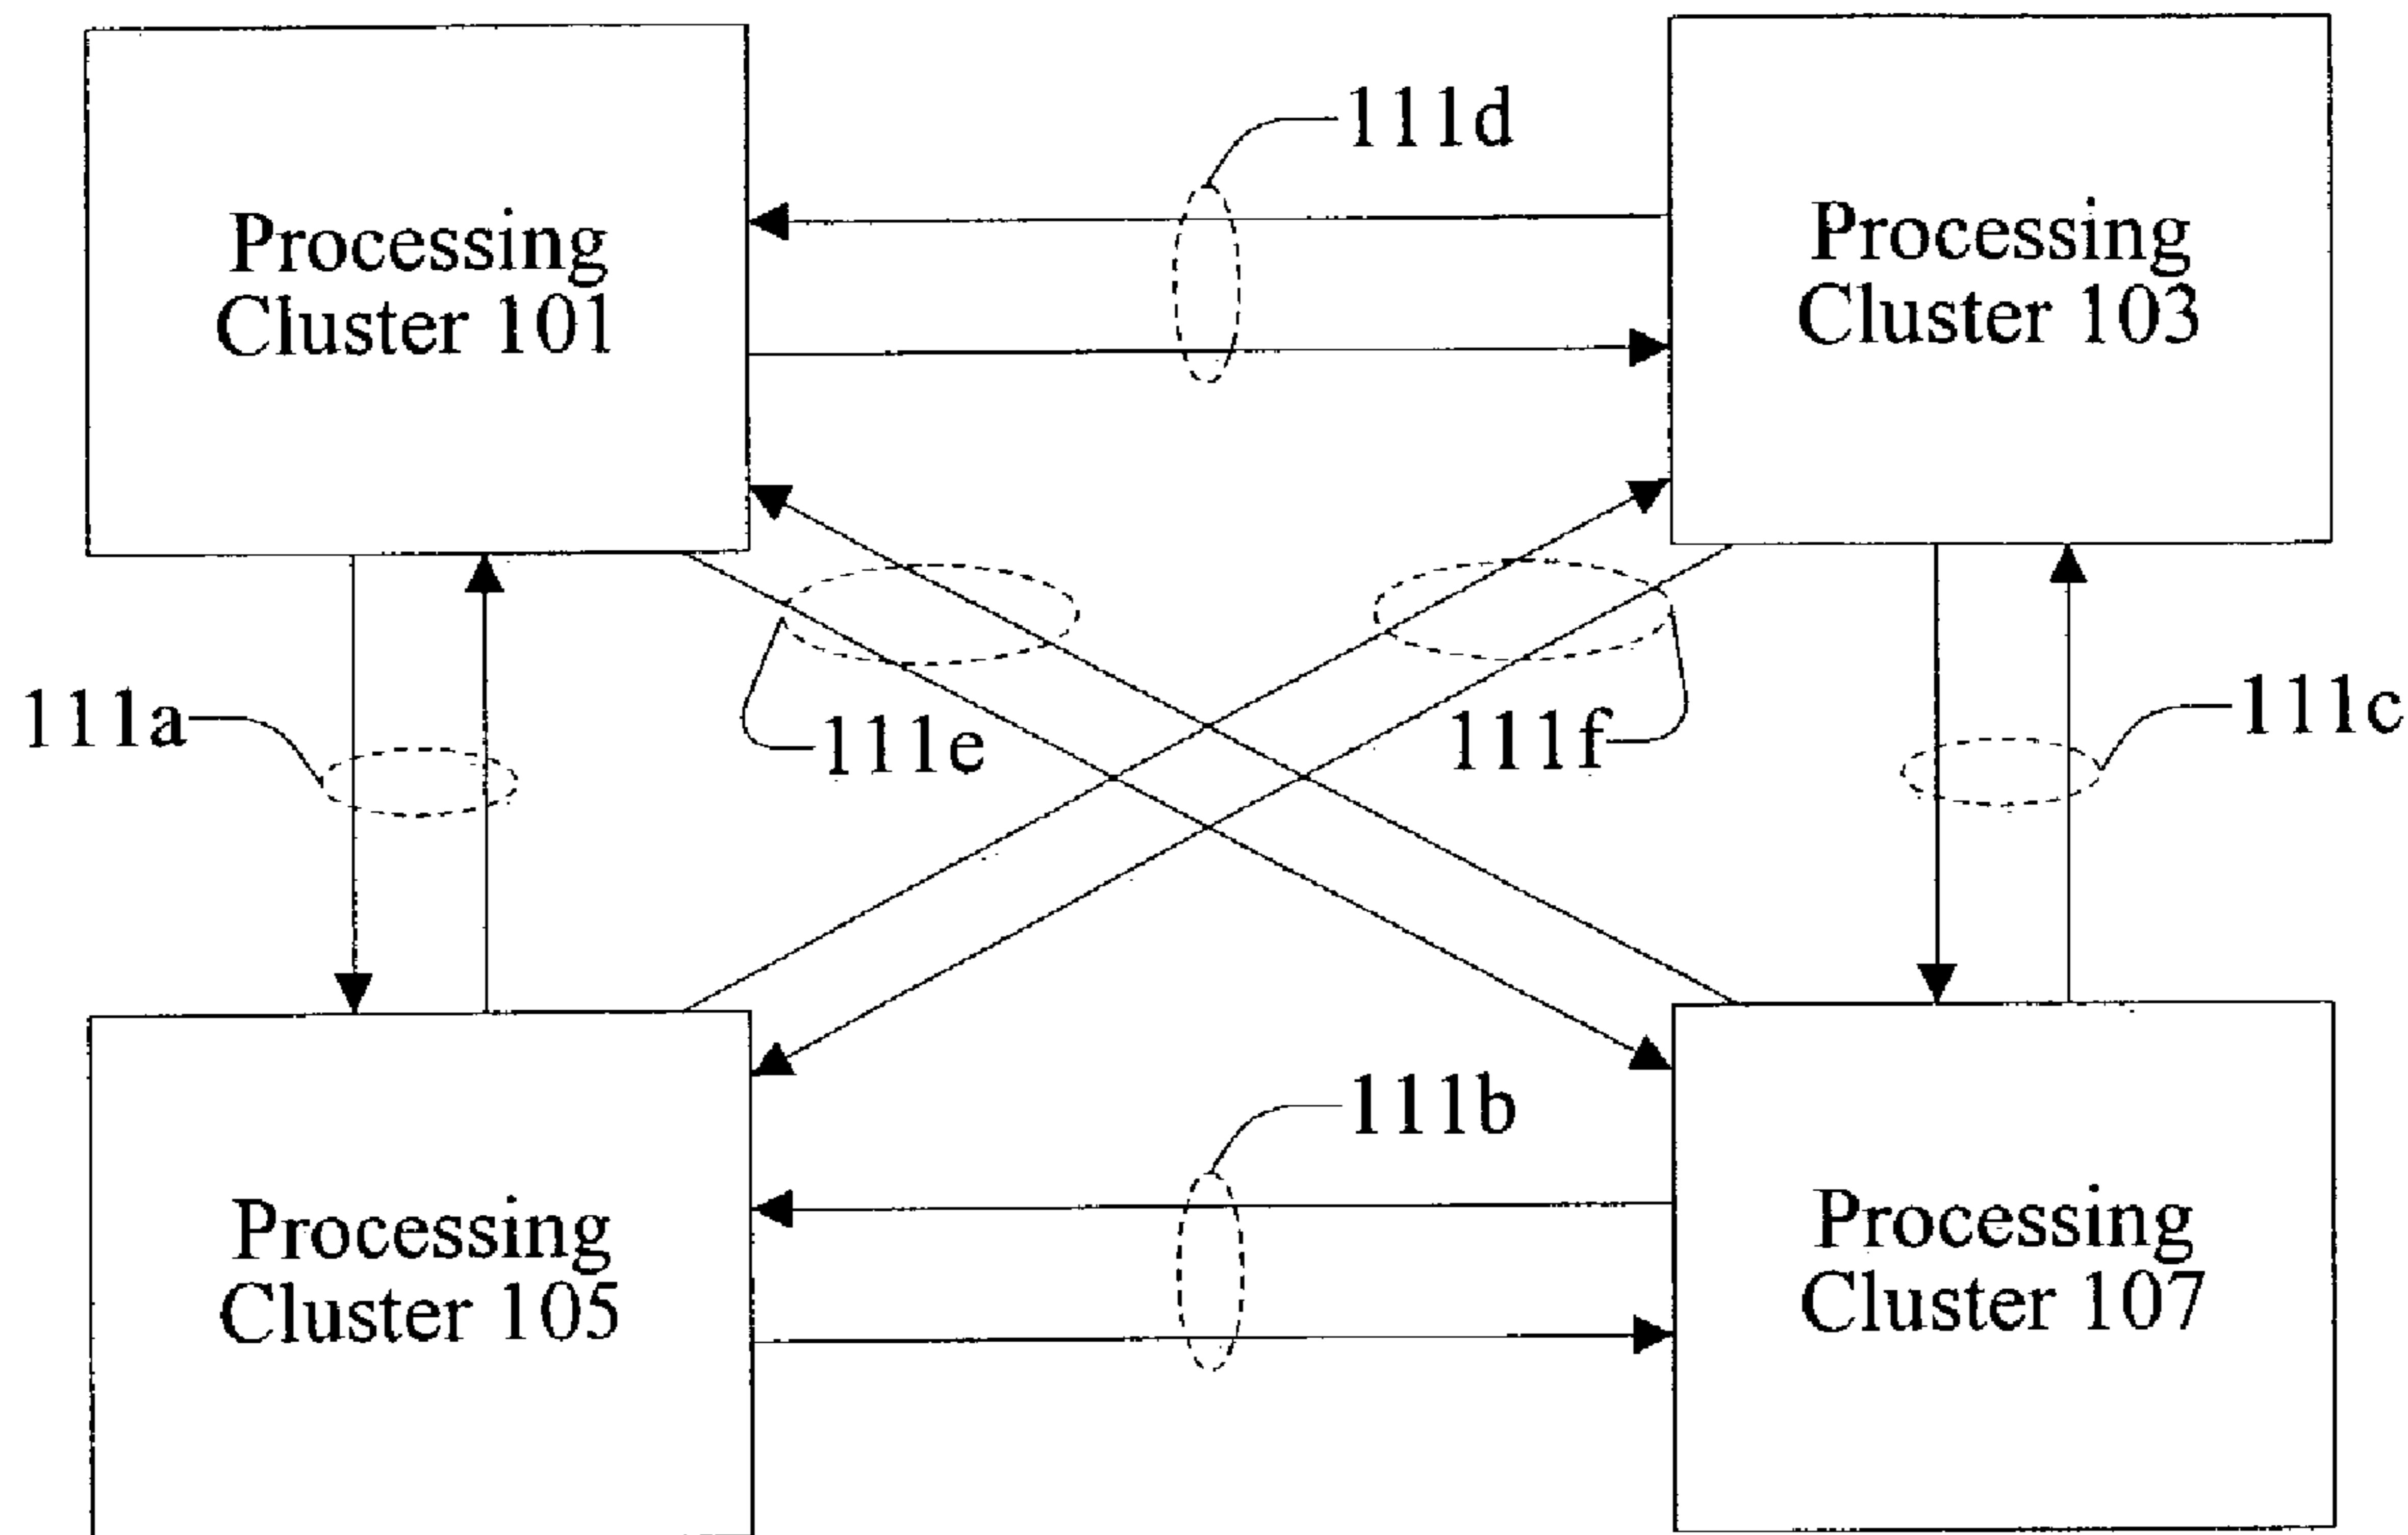 111d
Processing
Cluster 101
Processing
Cluster 103
111a
111e
111f
111c
111b
Processing
Cluster 105
Processing
Cluster 107